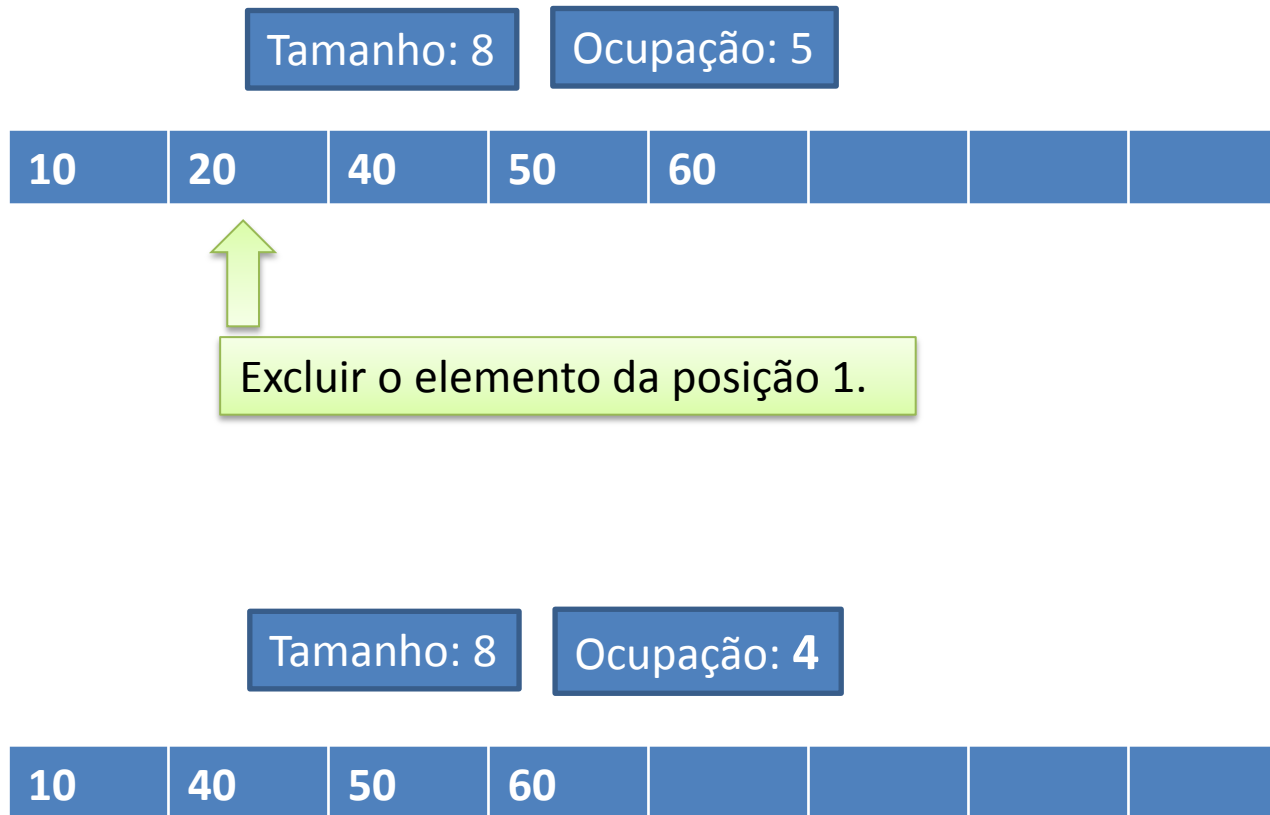 Tamanho: 8 Ocupação: 5
10 20 40 50 60
Excluir o elemento da posição 1.
Tamanho: 8 Ocupação: 4
10 40 50 60